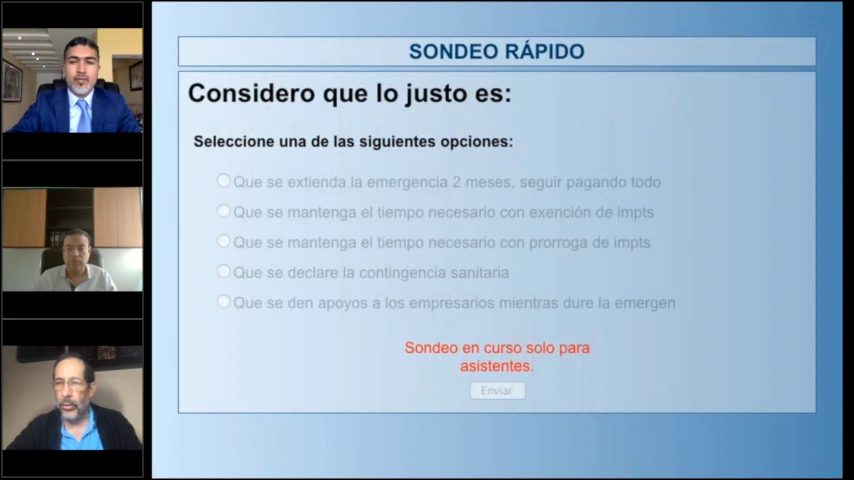 SONDEO RÁPIDO
Considero que lo justo es:
Seleccione una de las siguientes opciones:
Que se extienda la emergencia 2 meses, seguir pagando todo
Que se mantenga el tiempo necesario con exención de impts
Que se mantenga el tiempo necesario con prorroga de impts
Que se declare la contingencia sanitaria
Que se den apoyos a los empresarios mientras dure la emergen
Sondeo en curso solo para
asistentes.
Enviar